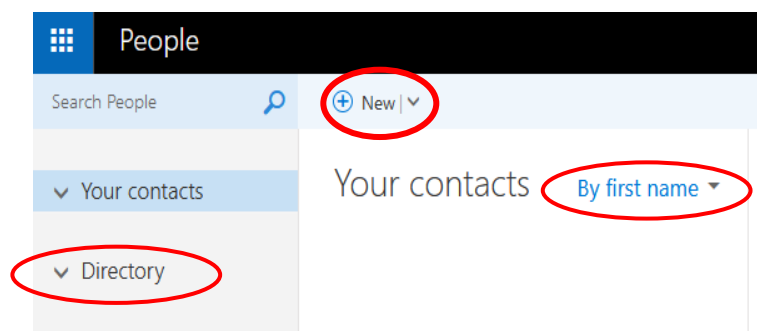 People
Search People
New
Your contacts
Your contacts
By first name
Directory